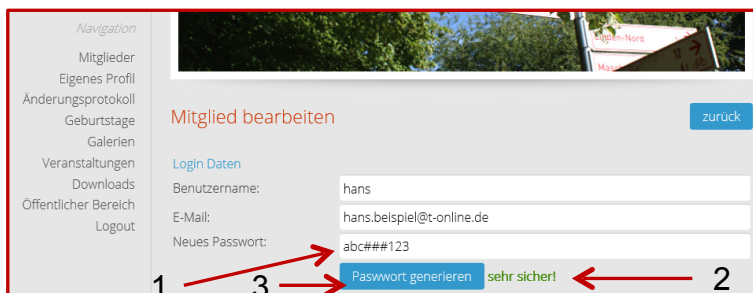 Navigation
Mitglieder
Eigenes Profil
Änderungsprotokoll
Geburtstage
Galerien
Veranstaltungen
Downloads
Öffentlicher Bereich
Logout
Mitglied bearbeiten
zurück
Login Daten
Benutzername:
hans
E-Mail:
hans.beispiel@t-online.de
Neues Passwort:
abc###123
Paswwort generieren
sehr sicher!
1
3
2